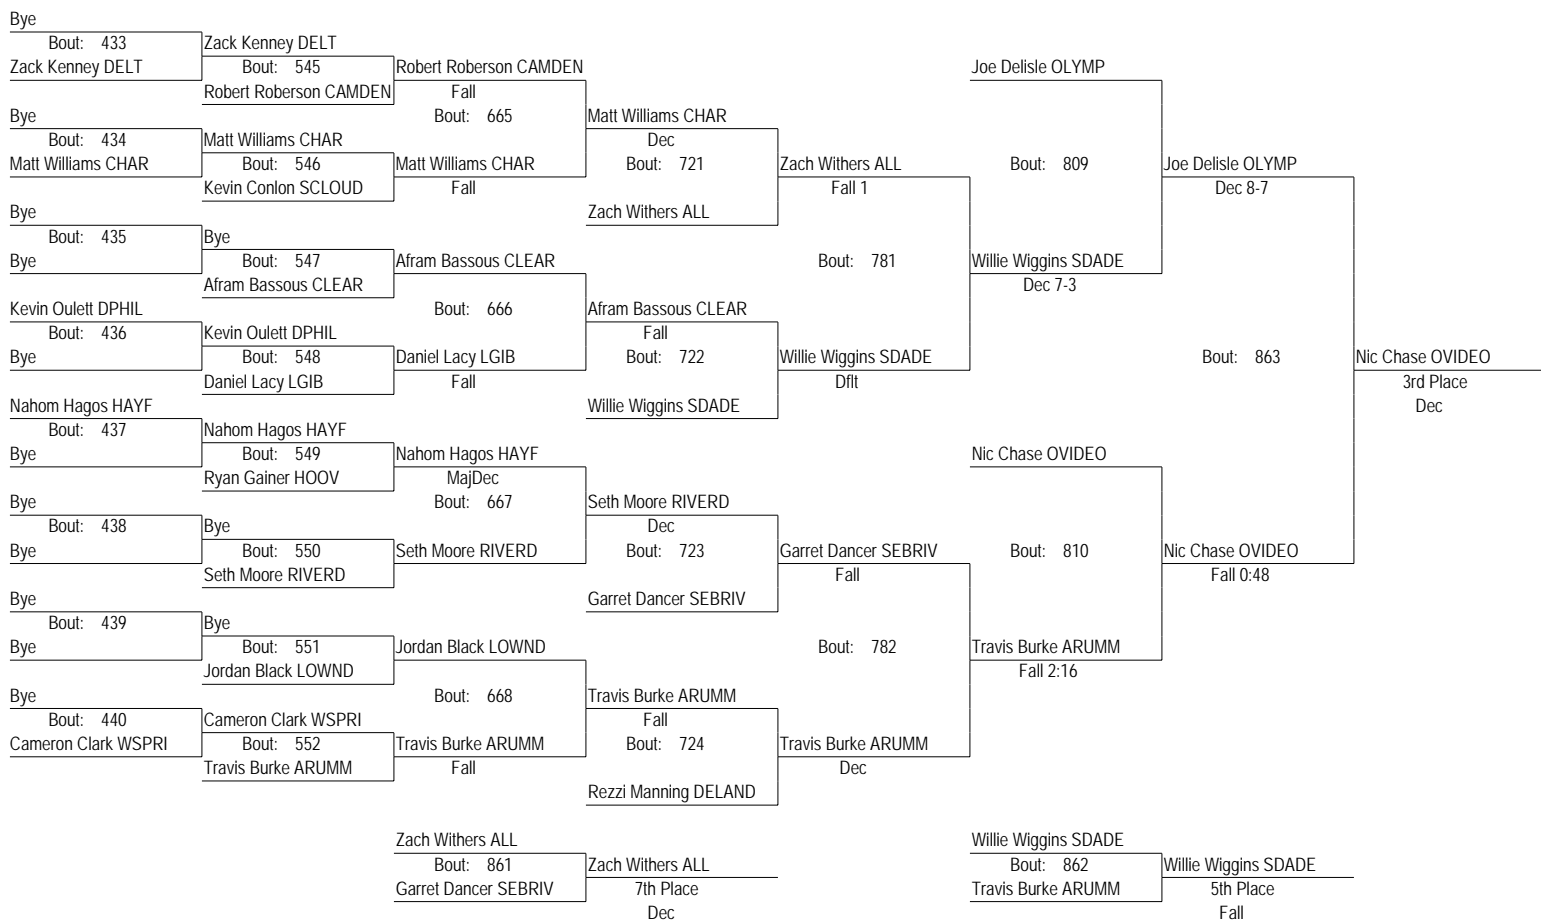 Bye
Bout: 433
Zack Kenney DELT
Bye
Bout: 434
Matt Williams CHAR
Bye
Bout: 435
Bye
Kevin Oulett DPHIL
Bout: 436
Bye
Nahom Hagos HAYF
Bout: 437
Bye
Bye
Bout: 438
Bye
Bye
Bout: 439
Bye
Bye
Bout: 440
Cameron Clark WSPRI
Zack Kenney DELT
Bout: 545
Robert Roberson CAMDEN
Matt Williams CHAR
Bout: 546
Kevin Conlon SCLOUD
Bye
Bout: 547
Afram Bassous CLEAR
Kevin Oulett DPHIL
Bout: 548
Daniel Lacy LGIB
Nahom Hagos HAYF
Bout: 549
Ryan Gainer HOOV
Bye
Bout: 550
Seth Moore RIVERD
Bye
Bout: 551
Jordan Black LOWND
Cameron Clark WSPRI
Bout: 552
Travis Burke ARUMM
Robert Roberson CAMDEN
Fall
Bout: 665
Matt Williams CHAR
Fall
Afram Bassous CLEAR
Bout: 666
Daniel Lacy LGIB
Fall
Nahom Hagos HAYF
MajDec
Bout: 667
Seth Moore RIVERD
Jordan Black LOWND
Bout: 668
Travis Burke ARUMM
Fall
Matt Williams CHAR
Dec
Bout: 721
Zach Withers ALL
Afram Bassous CLEAR
Fall
Bout: 722
Willie Wiggins SDADE
Seth Moore RIVERD
Dec
Bout: 723
Garret Dancer SEBRIV
Travis Burke ARUMM
Fall
Bout: 724
Rezzi Manning DELAND
Zach Withers ALL
Fall 1
Bout: 781
Willie Wiggins SDADE
Dflt
Garret Dancer SEBRIV
Fall
Bout: 782
Travis Burke ARUMM
Dec
Joe Delisle OLYMP
Bout: 809
Willie Wiggins SDADE
Dec 7-3
Nic Chase OVIDEO
Bout: 810
Travis Burke ARUMM
Fall 2:16
Joe Delisle OLYMP
Dec 8-7
Bout: 863
Nic Chase OVIDEO
Fall 0:48
Nic Chase OVIDEO
3rd Place
Dec
Zach Withers ALL
Bout: 861
Garret Dancer SEBRIV
Zach Withers ALL
7th Place
Dec
Willie Wiggins SDADE
Bout: 862
Travis Burke ARUMM
Willie Wiggins SDADE
5th Place
Fall